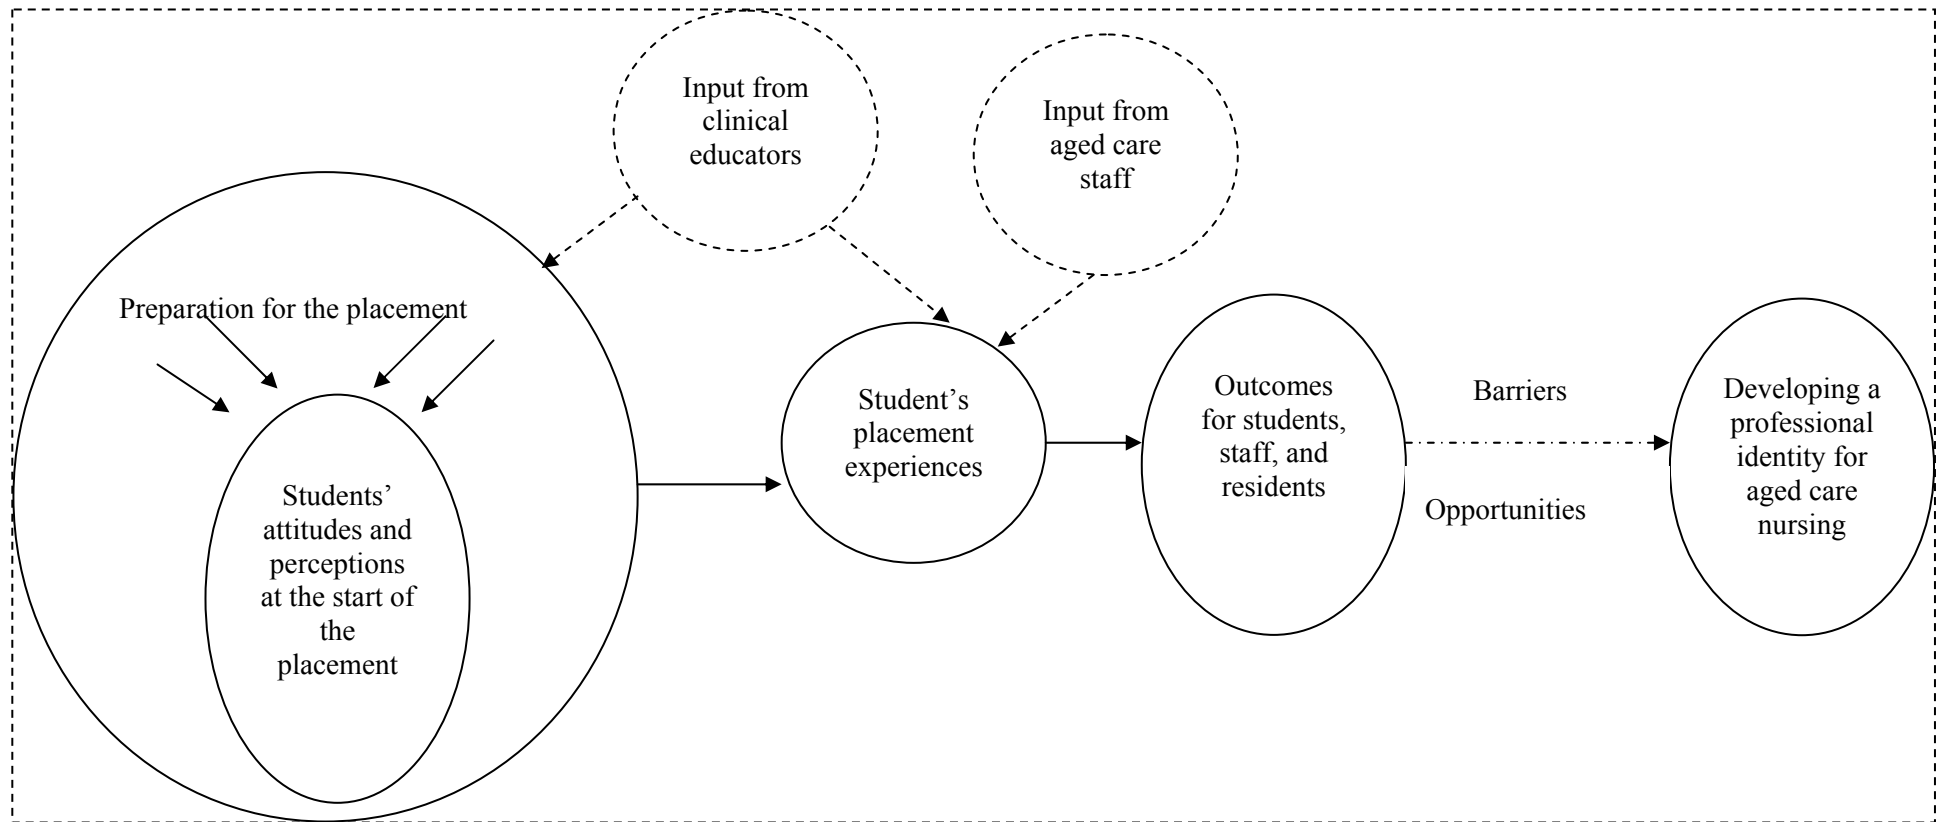 Input from
clinical
educators
Input from
aged care
staff
Preparation for the placement
Students’
attitudes and
perceptions
at the start of
the
placement
Student’s
placement
experiences
Outcomes
for students,
staff, and
residents
Barriers
Opportunities
Developing a
professional
identity for
aged care
nursing